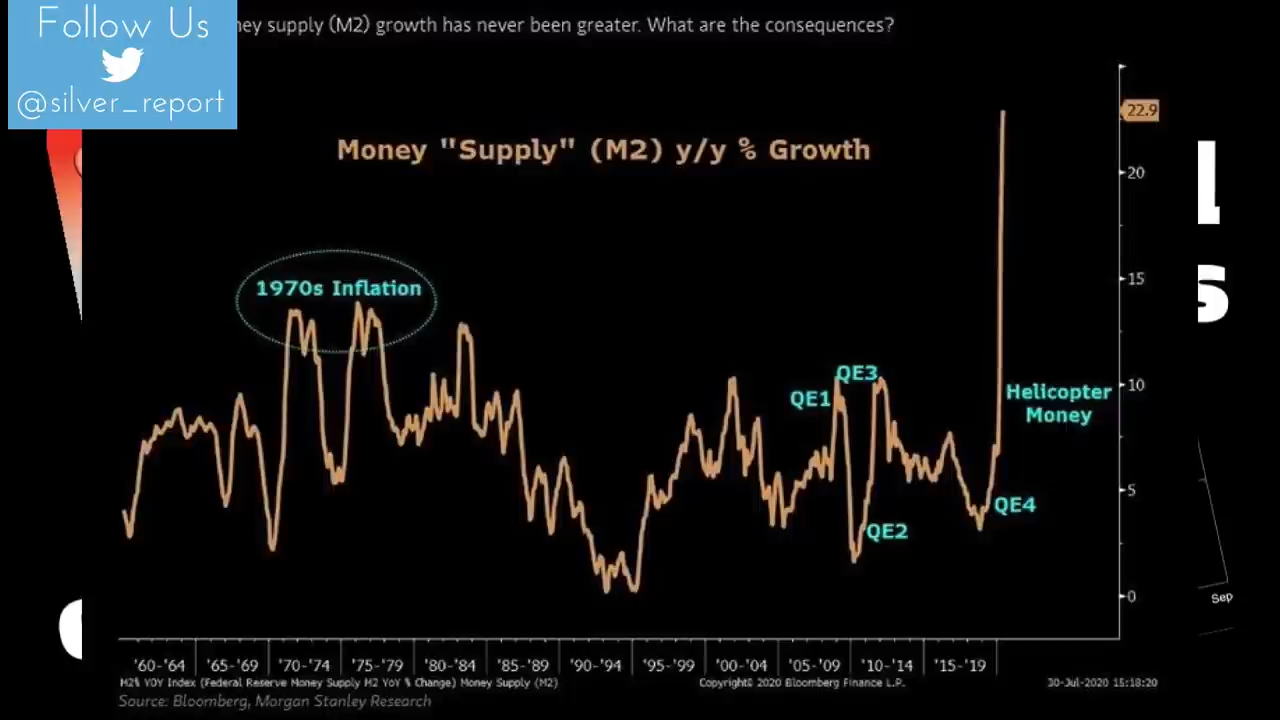 Follow Us
@silver_report
ney supply (M2) growth has never been greater. What are the consequences?
Money "Supply" (M2) y/y % Growth
22.9
20
15
10
5
0
1970s Inflation
QE1
QE3
QE2
Helicopter
Money
QE4
Sep
'60-'64 '65-'69 '70-'74 '75-'79 '80-'84 '85-'89 '90-'94 '95-'99 '00-'04 '05-'09 '10-'14 '15-'19
YOY Index (Federal Reserve Money Supply M2 YoY % Change) Money Supply (M2) Copyright© 2020 Bloomberg Finance L.P. 30-Jul-2020 15:18:20
Source: Bloomberg, Morgan Stanley Research